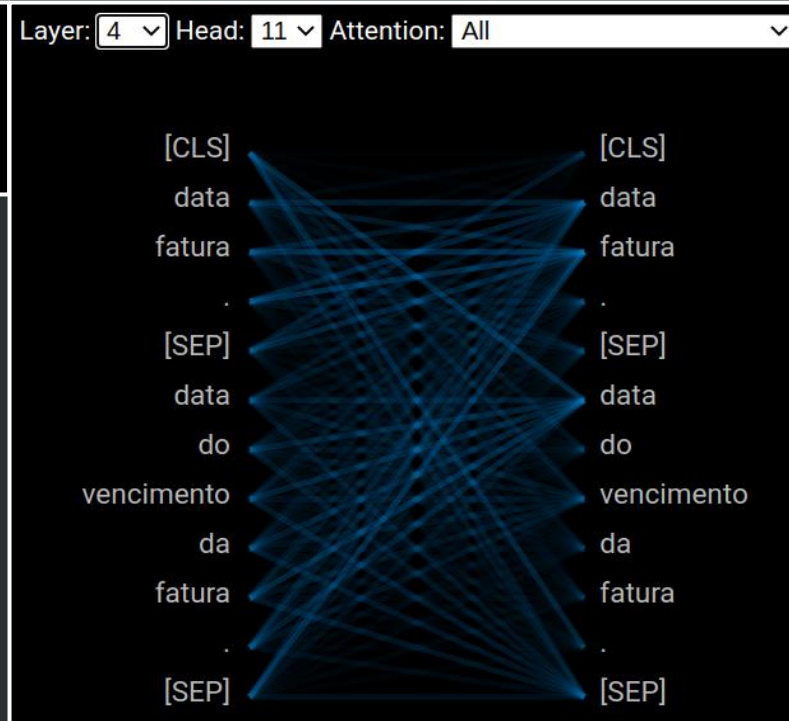 Layer: 4 Head: 11 Attention: All
[CLS] [CLS]
data data
fatura fatura
. .
[SEP] [SEP]
data data
do do
vencimento vencimento
da da
fatura fatura
. .
[SEP] [SEP]